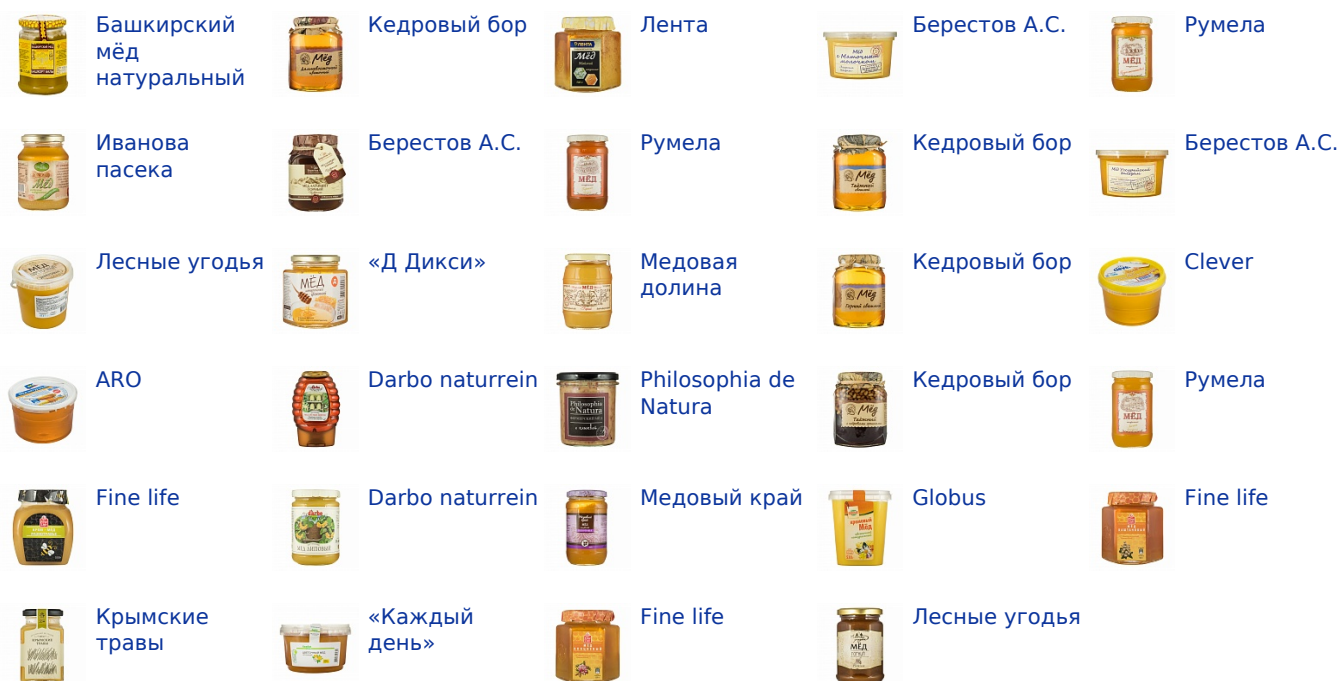 Башкирский
мёд
натуральный
Кедровый бор
Лента
Берестов А.С.
Румела
Иванова
пасека
Берестов А.С.
Румела
Кедровый бор
Берестов А.С.
Лесные угодья
«Д Дикси»
Медовая
долина
Кедровый бор
Clever
ARO
Darbo naturrein
Philosophia de
Natura
Кедровый бор
Румела
Fine life
Darbo naturrein
Медовый край
Globus
Fine life
Крымские
травы
«Каждый
день»
Fine life
Лесные угодья